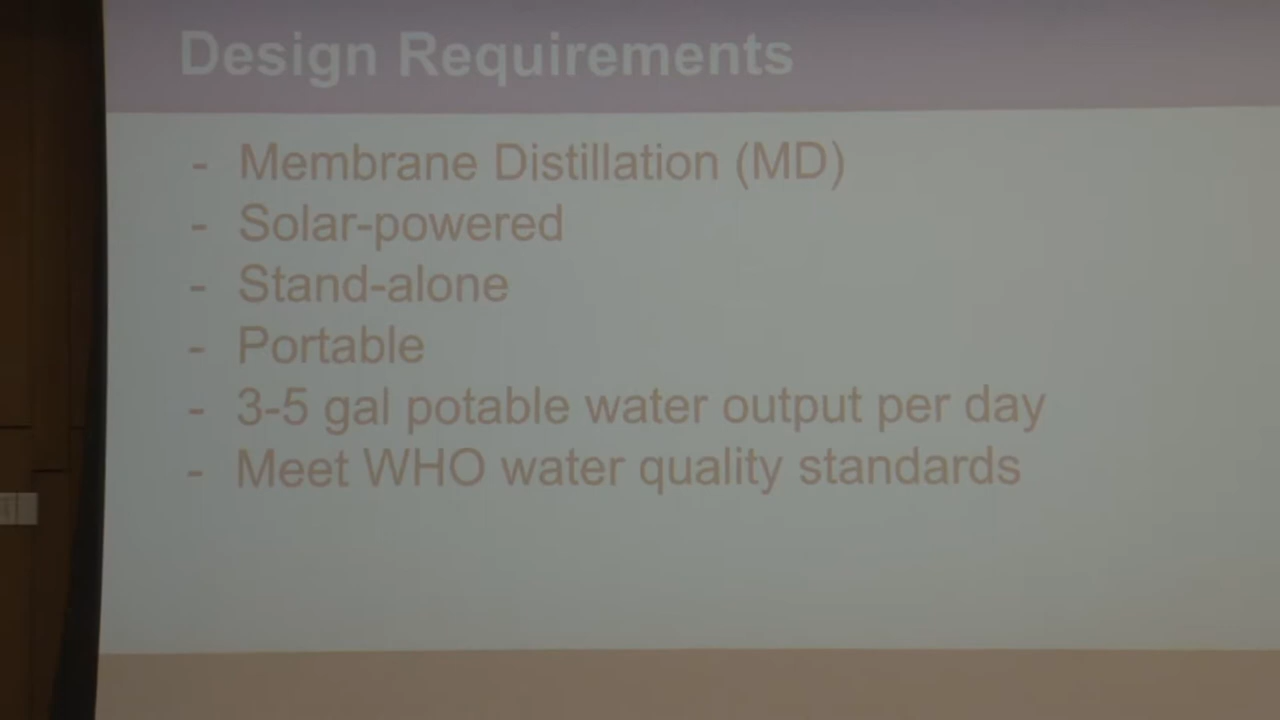 Design Requirements
- Membrane Distillation (MD)
- Solar-powered
- Stand-alone
- Portable
- 3-5 gal potable water output per day
- Meet WHO water quality standards